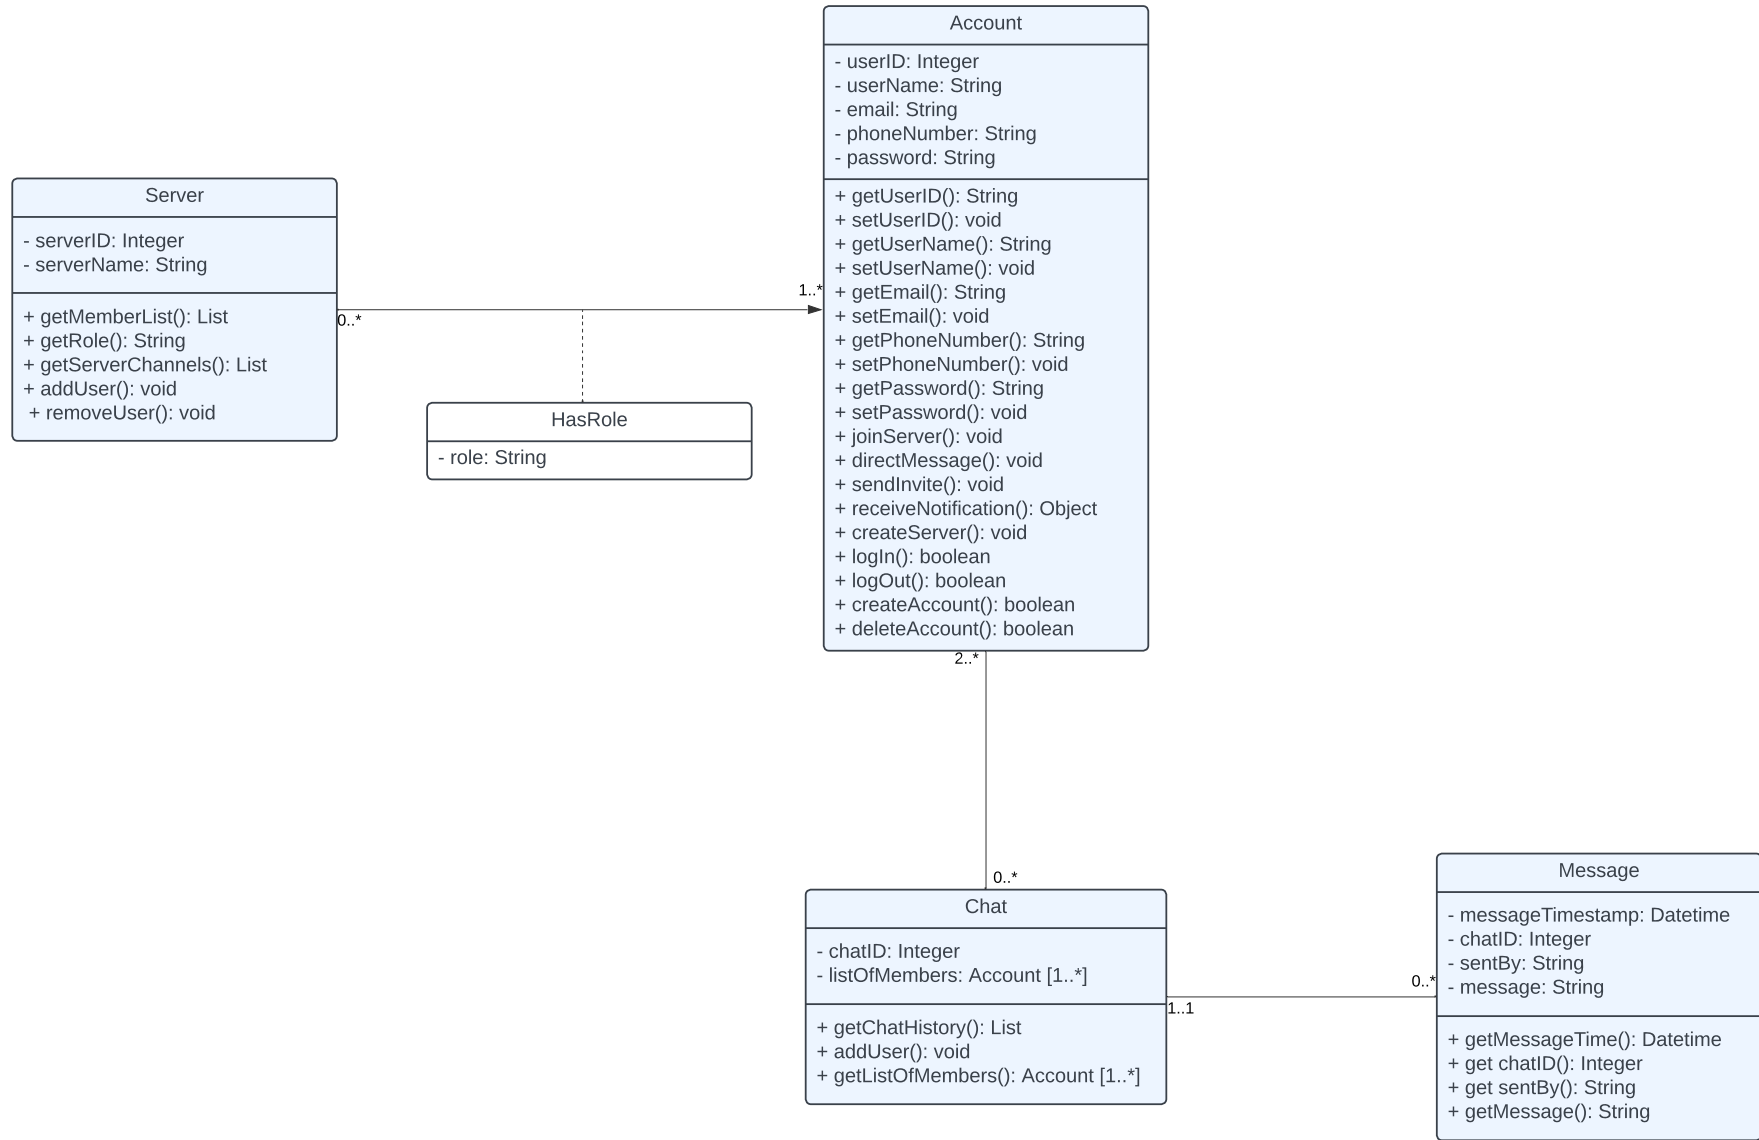 Account
- userID: Integer
- userName: String
- email: String
- phoneNumber: String
- password: String
+ getUserID(): String
+ setUserID(): void
+ getUserName(): String
+ setUserName(): void
+ getEmail(): String
+ setEmail(): void
+ getPhoneNumber(): String
+ setPhoneNumber(): void
+ getPassword(): String
+ setPassword(): void
+ joinServer(): void
+ directMessage(): void
+ sendInvite(): void
+ receiveNotification(): Object
+ createServer(): void
+ logIn(): boolean
+ logOut(): boolean
+ createAccount(): boolean
+ deleteAccount(): boolean
Server
- serverID: Integer
- serverName: String
+ getMemberList(): List
+ getRole(): String
+ getServerChannels(): List
+ addUser(): void
+ removeUser(): void
0..*
1..*
HasRole
- role: String
2..*
0..*
Chat
- chatID: Integer
- listOfMembers: Account [1..*]
+ getChatHistory(): List
+ addUser(): void
+ getListOfMembers(): Account [1..*]
1..1
0..*
Message
- messageTimestamp: Datetime
- chatID: Integer
- sentBy: String
- message: String
+ getMessageTime(): Datetime
+ get chatID(): Integer
+ get sentBy(): String
+ getMessage(): String